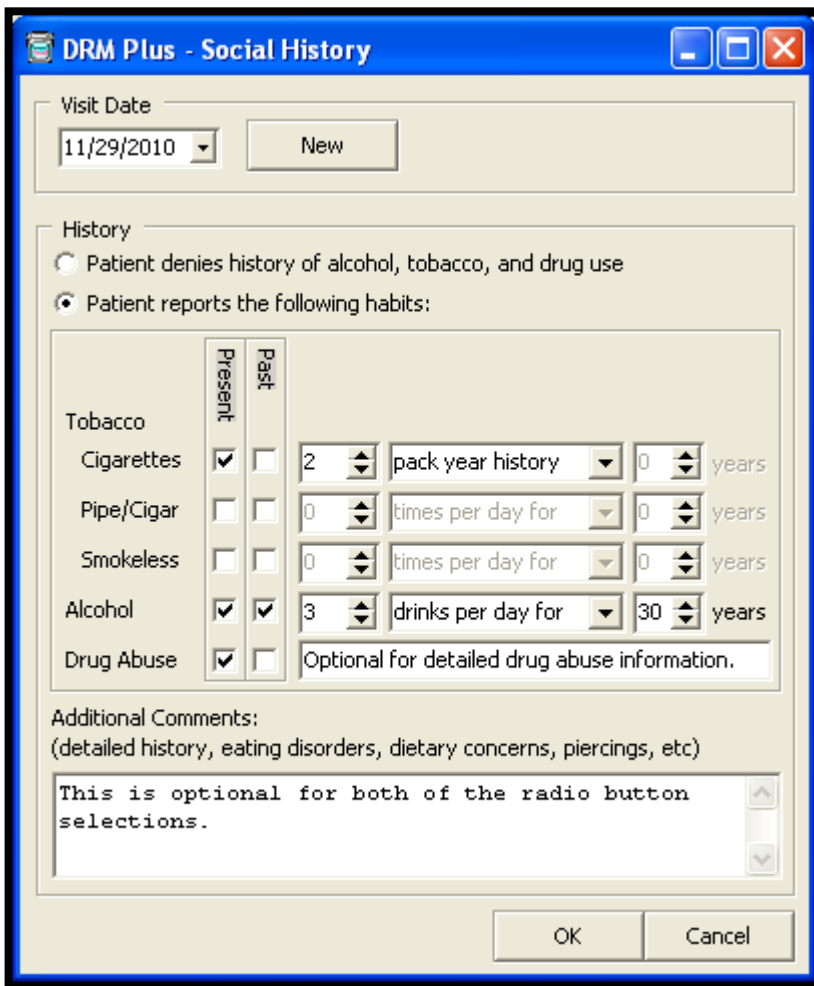 DRM Plus - Social History
Visit Date
11/29/2010
New
History
Patient denies history of alcohol, tobacco, and drug use
Patient reports the following habits:
Present Past
Tobacco
Cigarettes 2 pack year history 0 years
Pipe/Cigar 0 times per day for 0 years
Smokeless 0 times per day for 0 years
Alcohol 3 drinks per day for 30 years
Drug Abuse Optional for detailed drug abuse information.
Additional Comments:
(detailed history, eating disorders, dietary concerns, piercings, etc)
This is optional for both of the radio button
selections.
OK Cancel